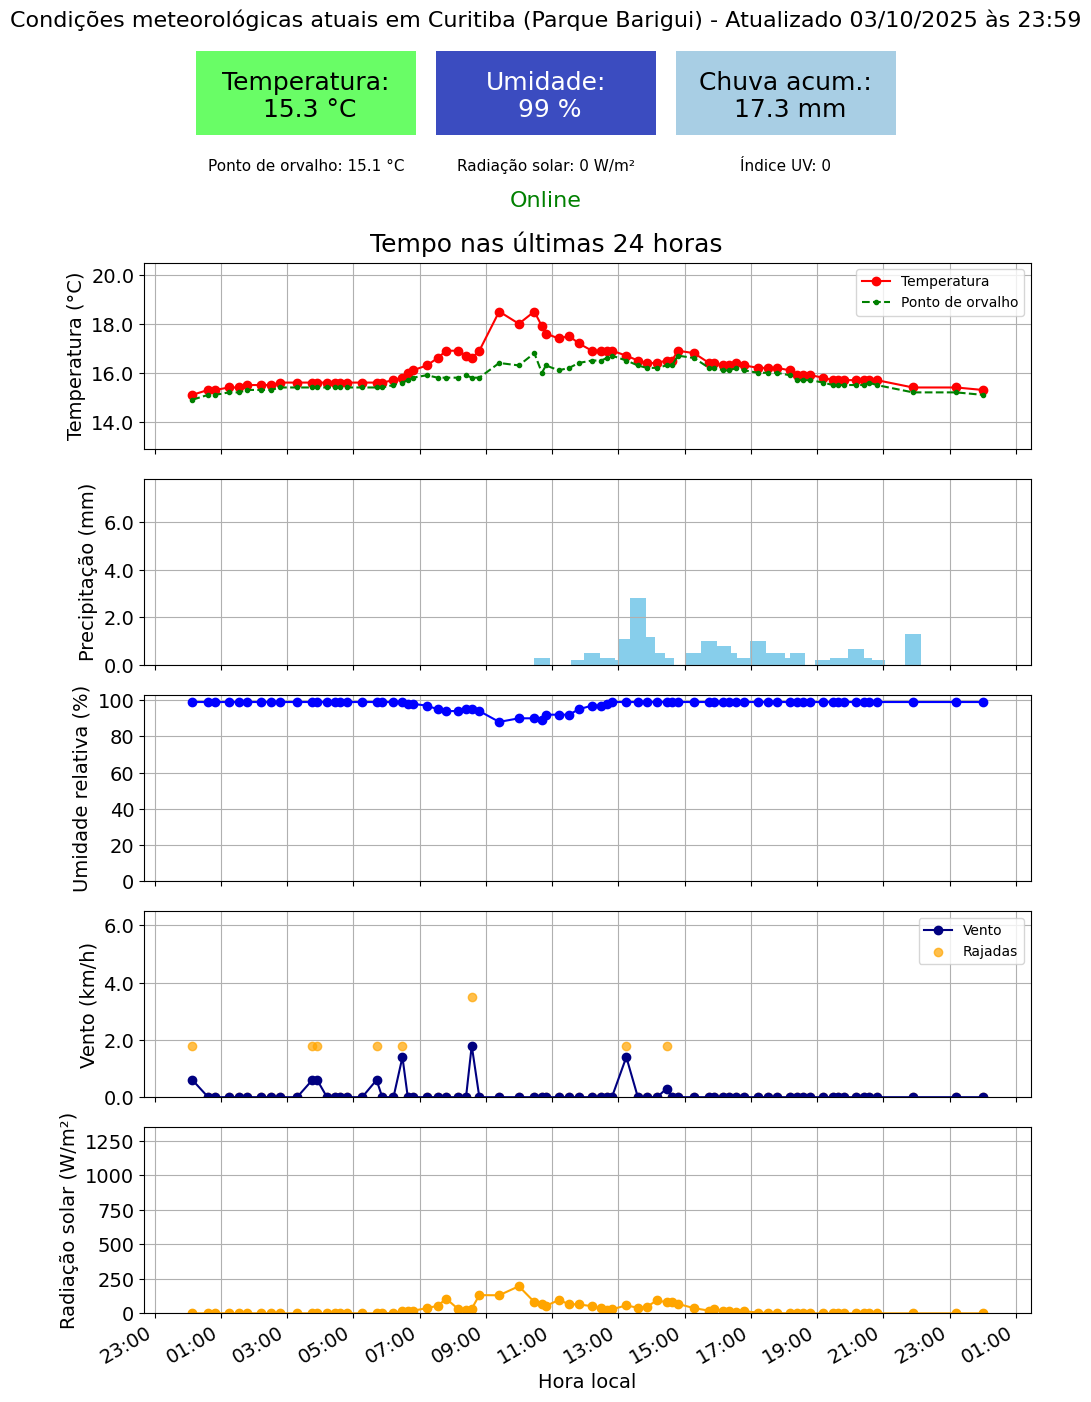 Condições meteorológicas atuais em Curitiba (Parque Barigui) - Atualizado 03/10/2025 às 23:59
Temperatura:
15.3 °C
Umidade:
99 %
Chuva acum.:
17.3 mm
Ponto de orvalho: 15.1 °C
Radiação solar: 0 W/m²
Índice UV: 0
Online
Tempo nas últimas 24 horas
Temperatura (°C)
20.0
18.0
16.0
14.0
Temperatura
Ponto de orvalho
Precipitação (mm)
6.0
4.0
2.0
0.0
Umidade relativa (%)
100
80
60
40
20
0
Vento (km/h)
6.0
4.0
2.0
0.0
Vento
Rajadas
Radiação solar (W/m²)
1250
1000
750
500
250
0
23:00 01:00 03:00 05:00 07:00 09:00 11:00 13:00 15:00 17:00 19:00 21:00 23:00 01:00
Hora local